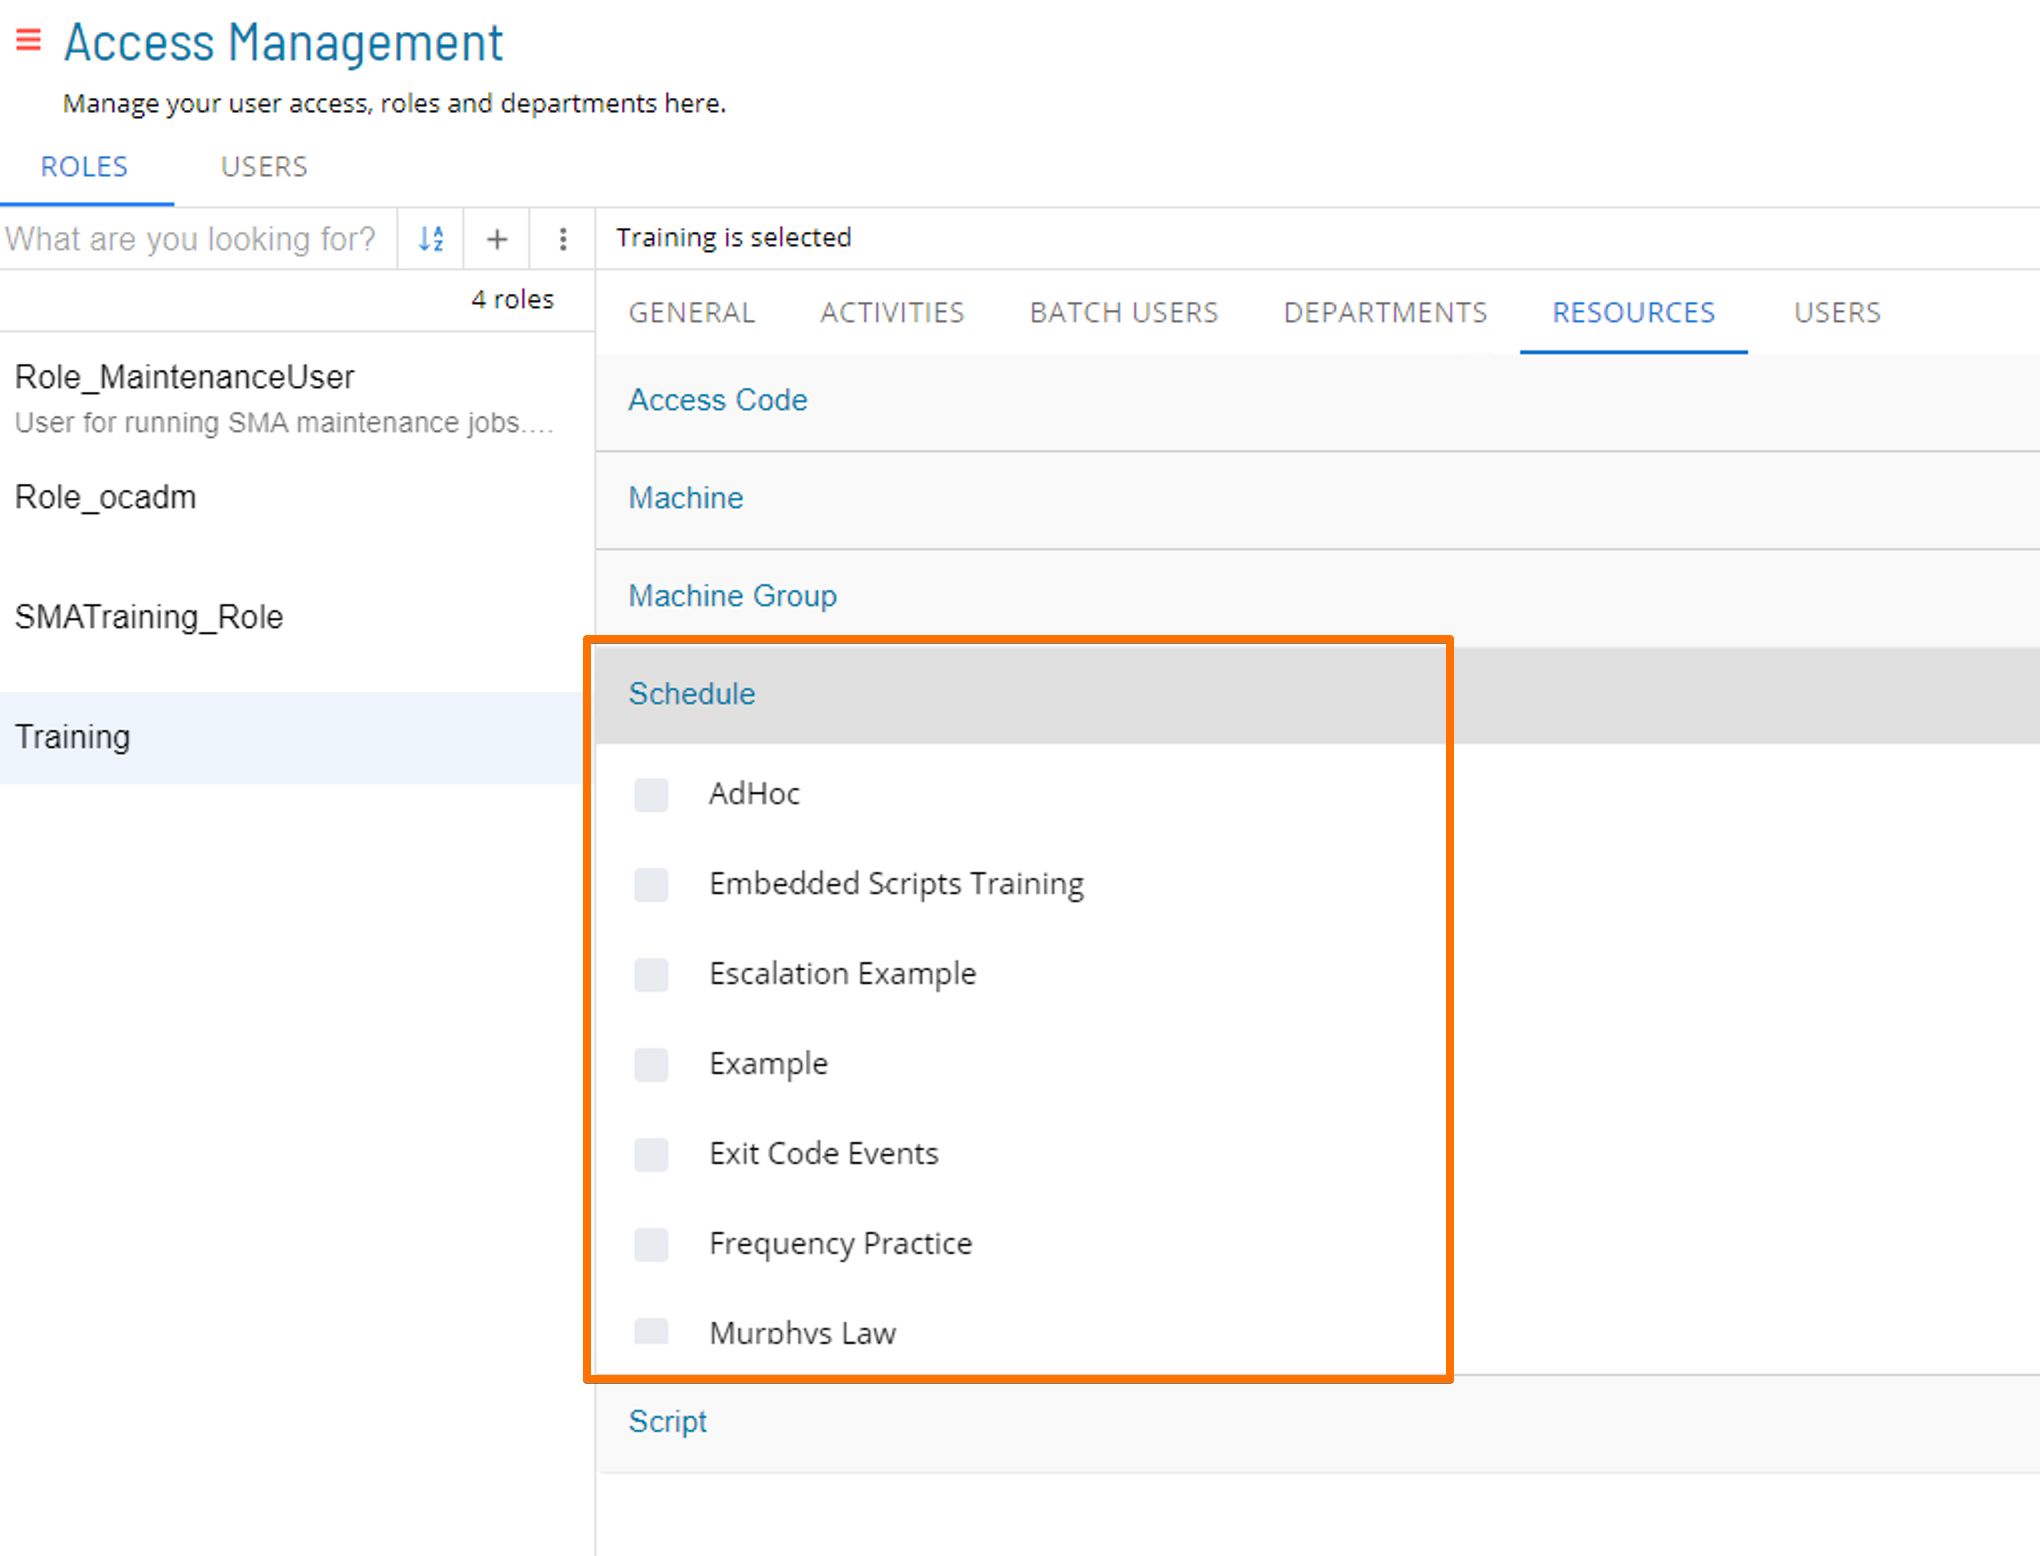 Access Management
Manage your user access, roles and departments here.
ROLES USERS
What are you looking for?
Training is selected
4 roles
GENERAL ACTIVITIES BATCH USERS DEPARTMENTS RESOURCES USERS
Role_MaintenanceUser
User for running SMA maintenance jobs....
Role_ocadm
SMATraining_Role
Training
Access Code
Machine
Machine Group
Schedule
AdHoc
Embedded Scripts Training
Escalation Example
Example
Exit Code Events
Frequency Practice
Murphys Law
Script